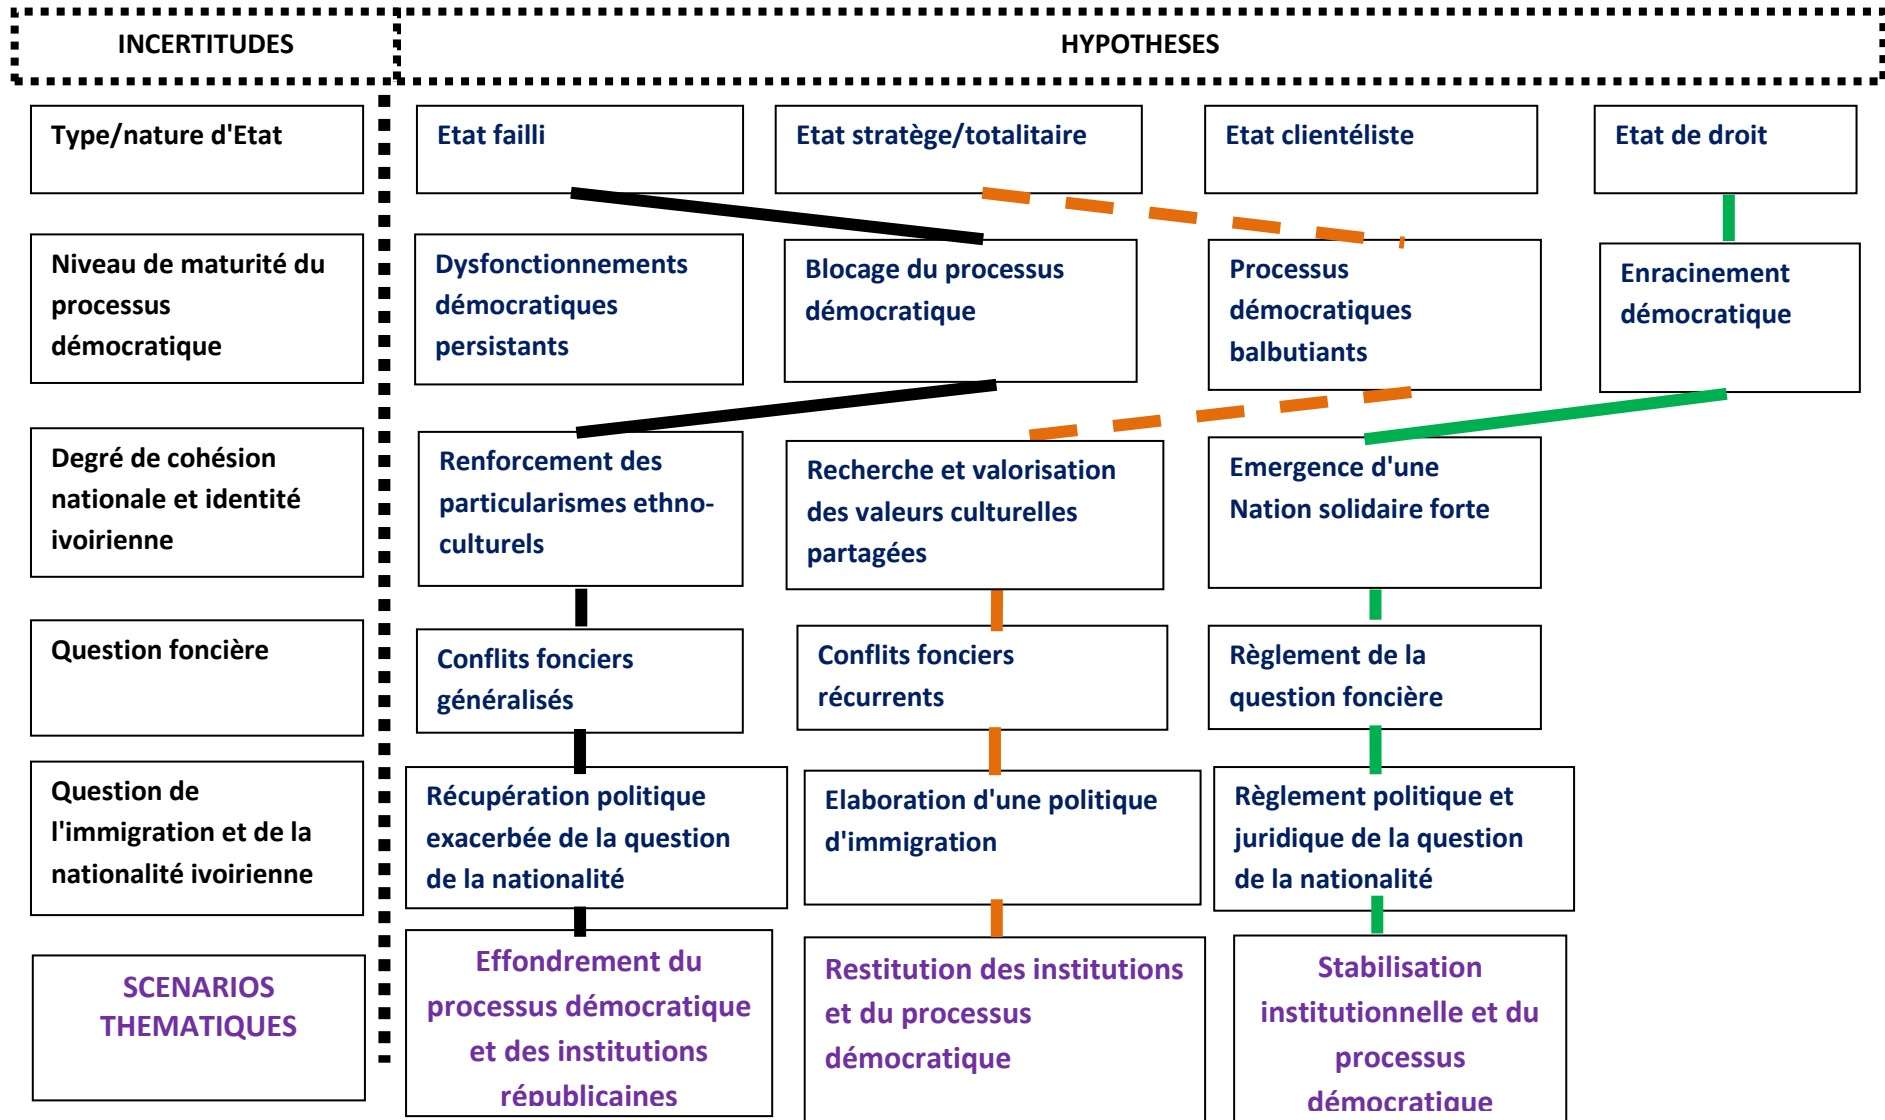 INCERTITUDES
HYPOTHESES
Type/nature d'Etat
Etat failli
Etat stratège/totalitaire
Etat clientéliste
Etat de droit
Niveau de maturité du
processus
démocratique
Dysfonctionnements
démocratiques
persistants
Blocage du processus
démocratique
Processus
démocratiques
balbutiants
Enracinement
démocratique
Degré de cohésion
nationale et identité
ivoirienne
Renforcement des
particularismes ethno-
culturels
Recherche et valorisation
des valeurs culturelles
partagées
Emergence d'une
Nation solidaire forte
Question foncière
Conflits fonciers
généralisés
Conflits fonciers
récurrents
Règlement de la
question foncière
Question de
l'immigration et de la
nationalité ivoirienne
Récupération politique
exacerbée de la question
de la nationalité
Elaboration d'une politique
d'immigration
Règlement politique et
juridique de la question
de la nationalité
SCENARIOS
THEMATIQUES
Effondrement du
processus démocratique
et des institutions
républicaines
Restitution des institutions
et du processus
démocratique
Stabilisation
institutionnelle et du
processus
démocratique